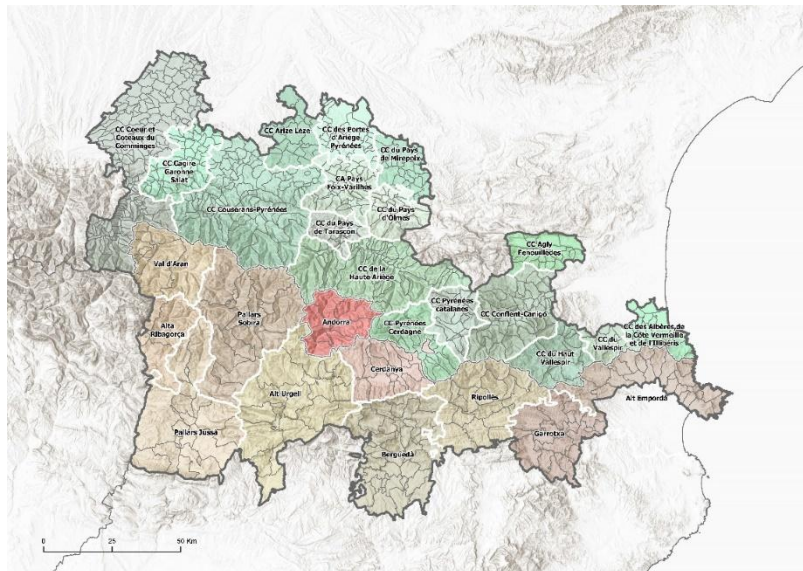 CC Coeur et
Coteaux du
Comminges
CC Arize Lèze
CC des Portes
d'Ariège
Pyrénées
CC du Pays
de Mirepoix
CC Cagire
Garonne
Salat
CA Pays
Foix-Varilhes
CC Couserans-Pyrénées
CC du Pays
d'Olmes
CC du Pays
de Tarascon
CC Agly
Fenouillèdes
Val d'Aran
CC de la
Haute Ariège
Pallars
Sobirà
Andorra
CC Pyrénées
catalanes
CC Conflent-Canigó
Alta
Ribagorça
CC Pyrénées
Cerdagne
CC du
Vallespir
CC des Albères, de
la Côte Vermeille
et de l'Illibéris
CC du Haut
Vallespir
Cerdanya
Alt Urgell
Ripollès
Alt Empordà
Pallars Jussà
Garrotxa
Berguedà
0 25 50 Km